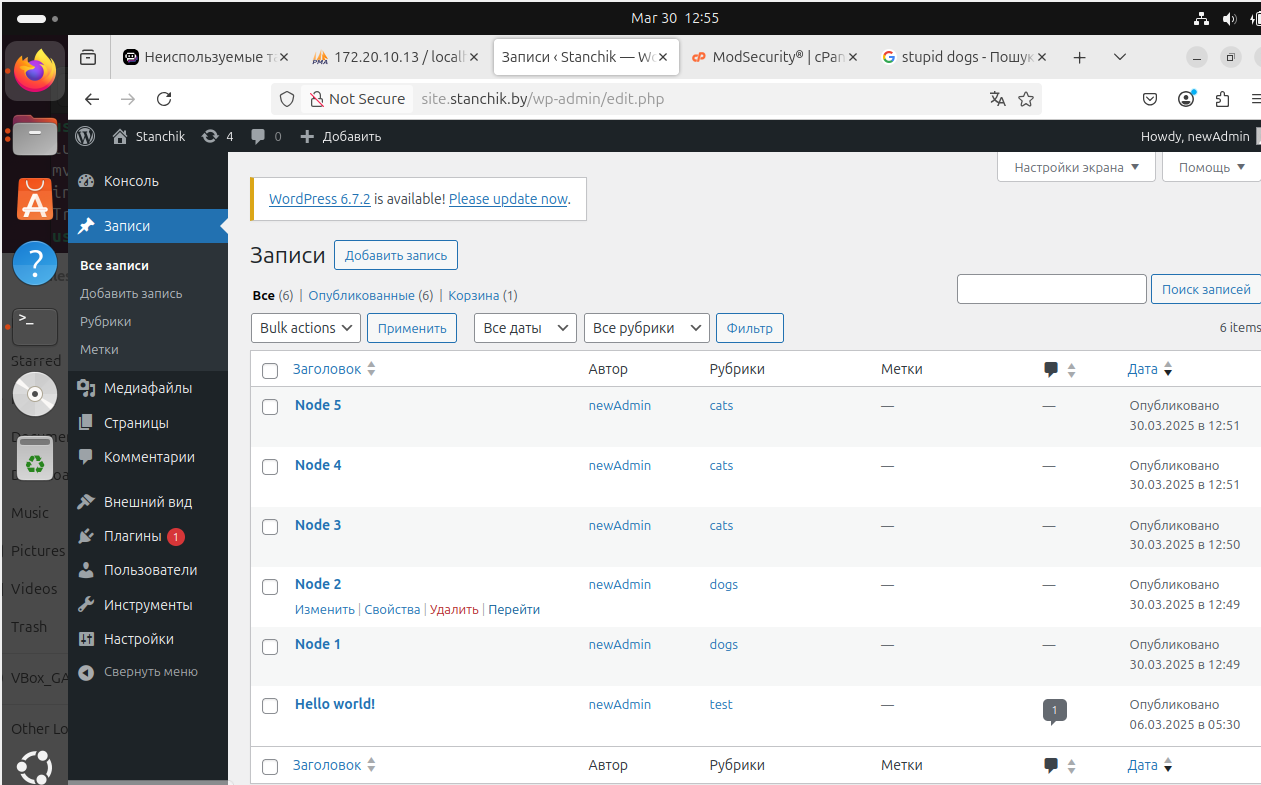 Mar 30 12:55
Неиспользуемые та
172.20.10.13 / localh
Записи ‹ Stanchik — Wo
ModSecurity® | cPan
stupid dogs - Пошук
Not Secure
site.stanchik.by/wp-admin/edit.php
Stanchik
4
0
Добавить
Howdy, newAdmin
Консоль
Записи
Все записи
Добавить запись
Рубрики
Метки
Медиафайлы
Страницы
Комментарии
Внешний вид
Плагины 1
Пользователи
Инструменты
Настройки
Свернуть меню
Starred
Music
Pictures
Videos
Trash
VBox_GA
Other Lo
Настройки экрана
Помощь
WordPress 6.7.2 is available! Please update now.
Записи
Добавить запись
Все (6) | Опубликованные (6) | Корзина (1)
Поиск записей
Bulk actions
Применить
Все даты
Все рубрики
Фильтр
6 items
Заголовок Автор Рубрики Метки Дата
Node 5 newAdmin cats — — Опубликовано
30.03.2025 в 12:51
Node 4 newAdmin cats — — Опубликовано
30.03.2025 в 12:51
Node 3 newAdmin cats — — Опубликовано
30.03.2025 в 12:50
Node 2 newAdmin dogs — — Опубликовано
Изменить | Свойства | Удалить | Перейти 30.03.2025 в 12:49
Node 1 newAdmin dogs — — Опубликовано
30.03.2025 в 12:49
Hello world! newAdmin test — 1 Опубликовано
06.03.2025 в 05:30
Заголовок Автор Рубрики Метки Дата